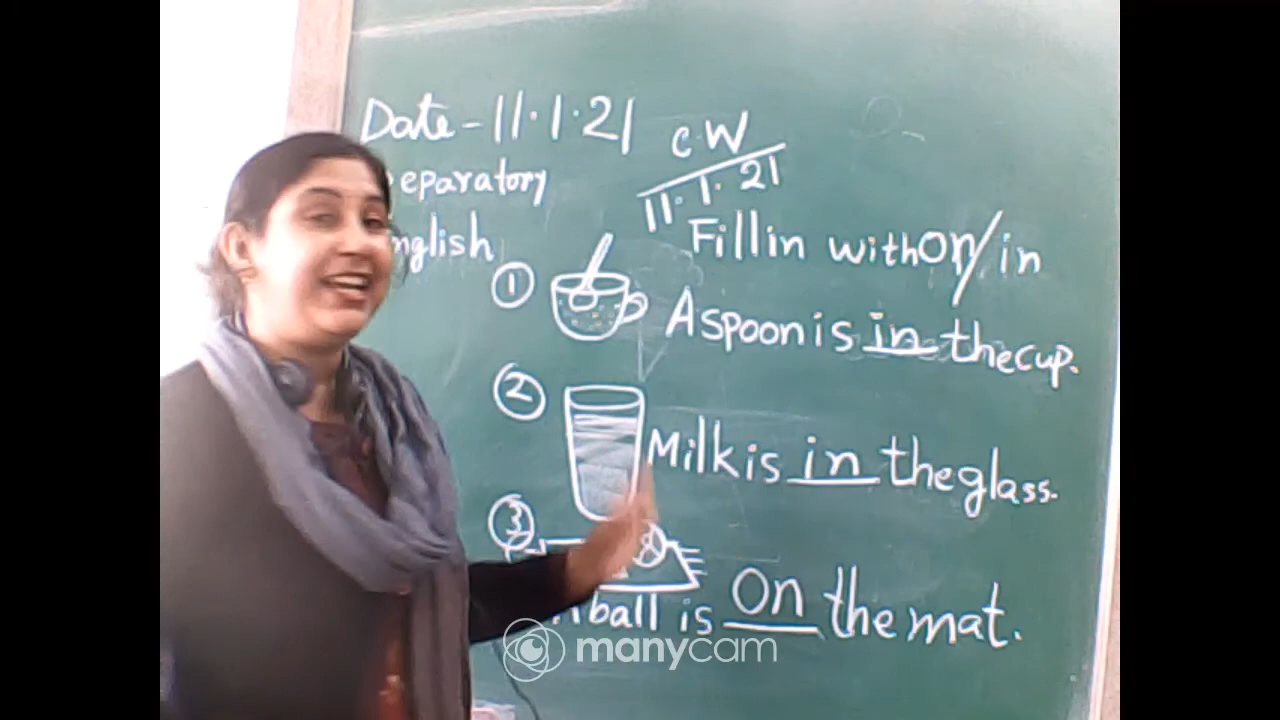 Date - 11.1.21
eparatory
nglish
C.W
11.1.21
Fill in with on/in
1 A spoon is in the cup.
2 Milk is in the glass.
3
ball is on the mat.
manycam